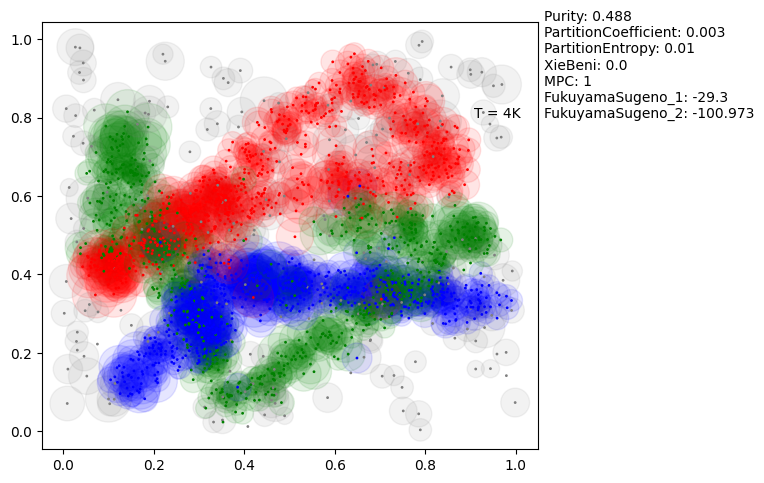 Purity: 0.488
PartitionCoefficient: 0.003
PartitionEntropy: 0.01
XieBeni: 0.0
MPC: 1
FukuyamaSugeno_1: -29.3
FukuyamaSugeno_2: -100.973
T = 4K
1.0
0.8
0.6
0.4
0.2
0.0
0.0 0.2 0.4 0.6 0.8 1.0